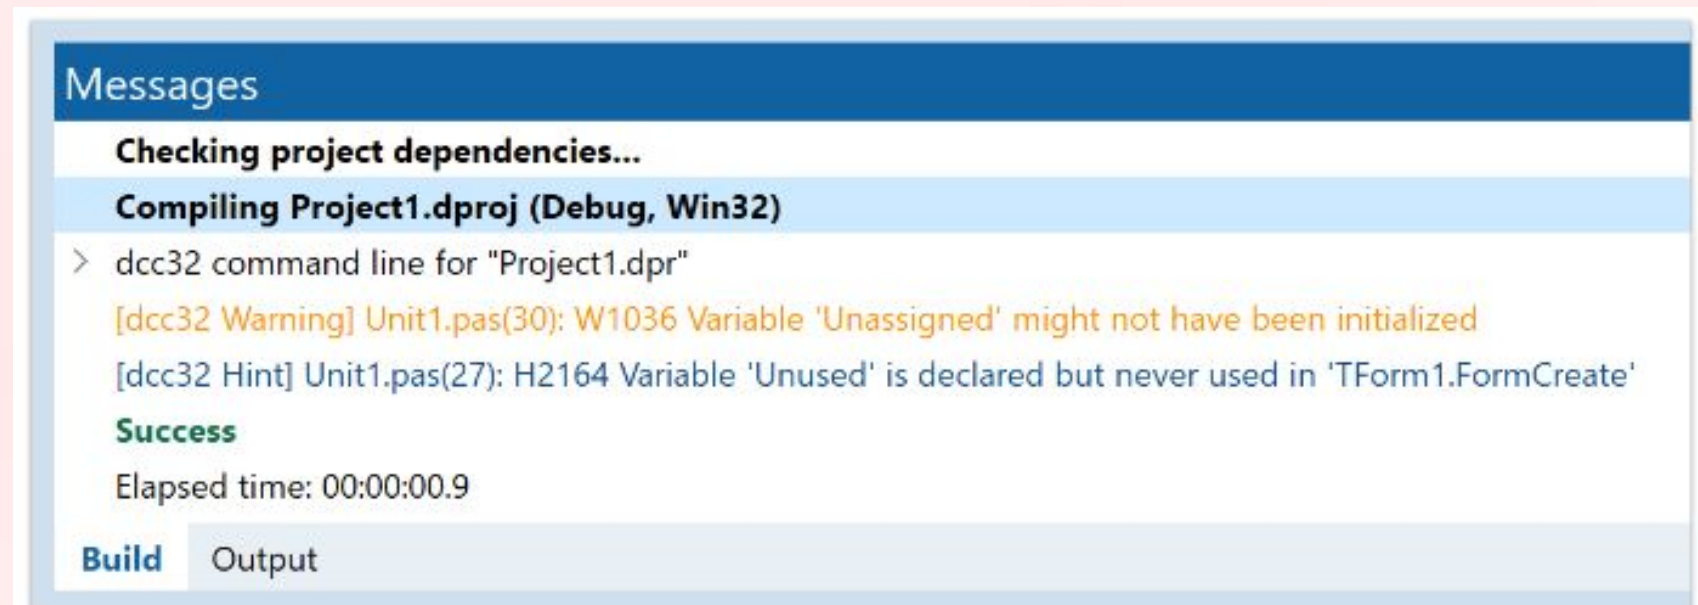 Messages
Checking project dependencies...
Compiling Project1.dproj (Debug, Win32)
dcc32 command line for "Project1.dpr"
[dcc32 Warning] Unit1.pas(30): W1036 Variable 'Unassigned' might not have been initialized
[dcc32 Hint] Unit1.pas(27): H2164 Variable 'Unused' is declared but never used in 'TForm1.FormCreate'
Success
Elapsed time: 00:00:00.9
Build Output